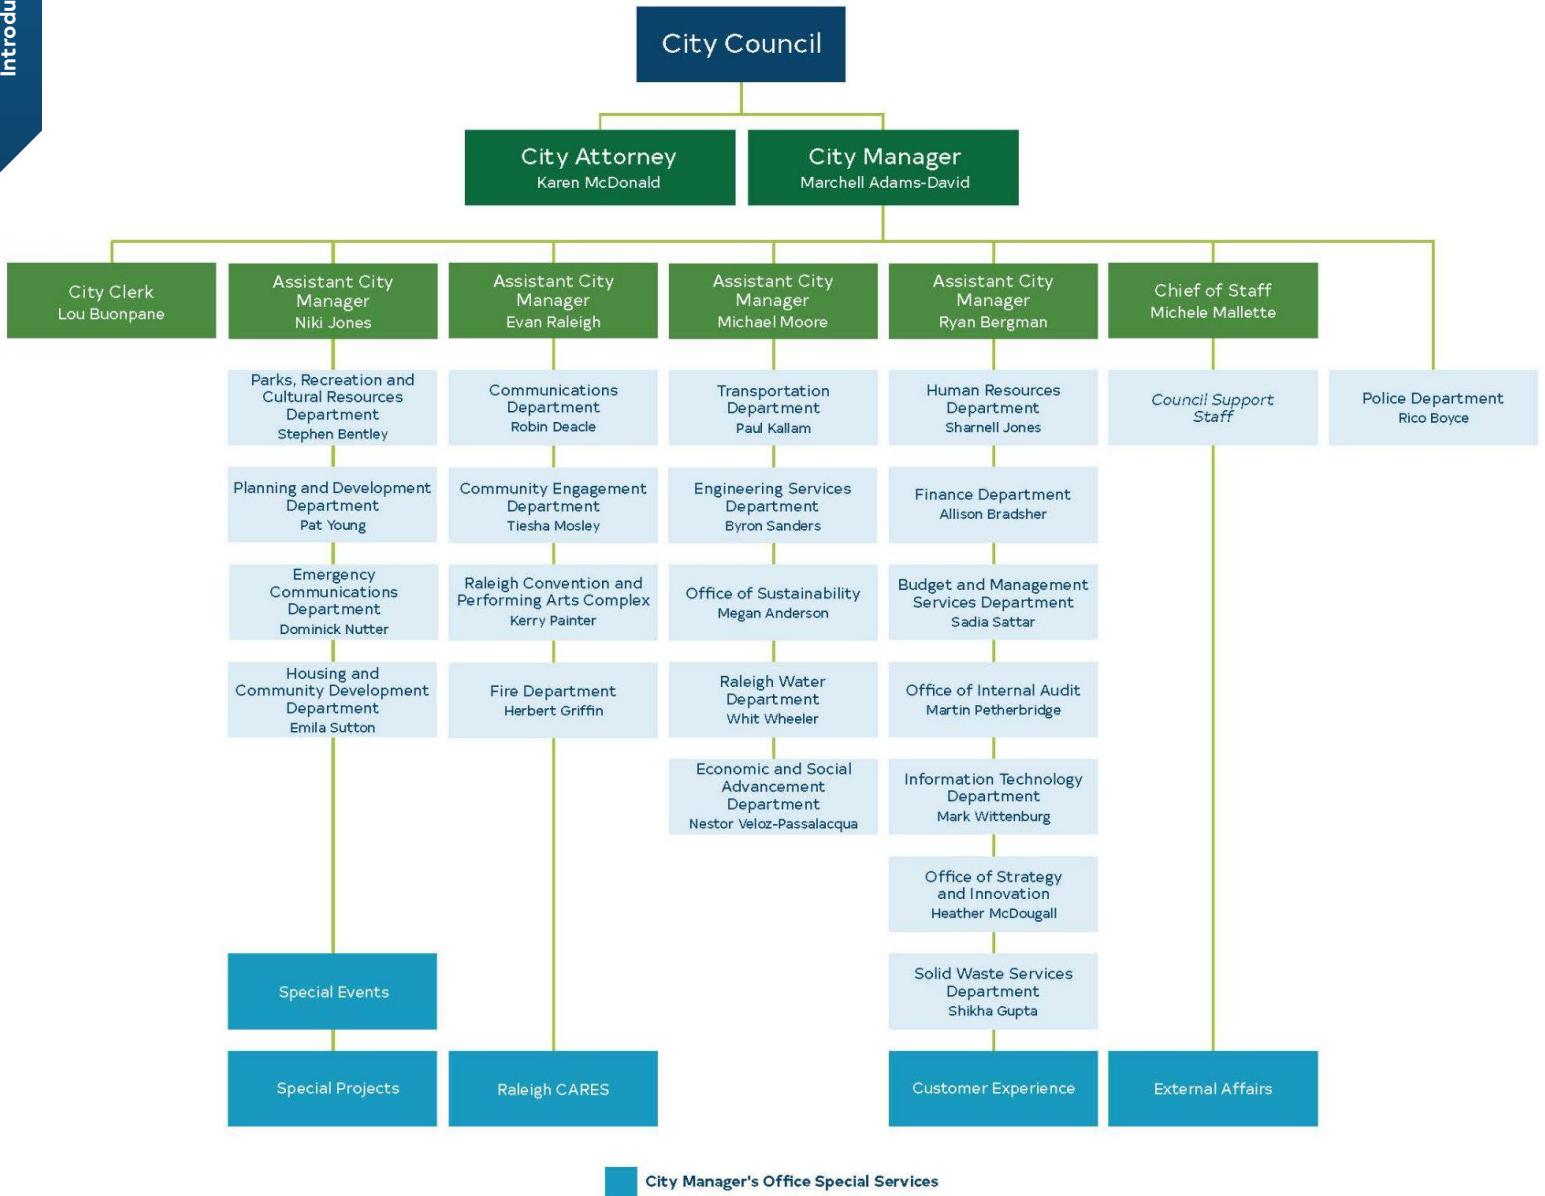 Introdu
City Council
City Attorney
Karen McDonald
City Manager
Marchell Adams-David
City Clerk
Lou Buonpane
Assistant City
Manager
Niki Jones
Assistant City
Manager
Evan Raleigh
Assistant City
Manager
Michael Moore
Assistant City
Manager
Ryan Bergman
Chief of Staff
Michele Mallette
Parks, Recreation and
Cultural Resources
Department
Stephen Bentley
Communications
Department
Robin Deacle
Transportation
Department
Paul Kallam
Human Resources
Department
Sharnell Jones
Council Support
Staff
Police Department
Rico Boyce
Planning and Development
Department
Pat Young
Community Engagement
Department
Tiesha Mosley
Engineering Services
Department
Byron Sanders
Finance Department
Allison Bradsher
Emergency
Communications
Department
Dominick Nutter
Raleigh Convention and
Performing Arts Complex
Kerry Painter
Office of Sustainability
Megan Anderson
Budget and Management
Services Department
Sadia Sattar
Housing and
Community Development
Department
Emila Sutton
Fire Department
Herbert Griffin
Raleigh Water
Department
Whit Wheeler
Office of Internal Audit
Martin Petherbridge
Economic and Social
Advancement
Department
Nestor Veloz-Passalacqua
Information Technology
Department
Mark Wittenburg
Office of Strategy
and Innovation
Heather McDougall
Special Events
Solid Waste Services
Department
Shikha Gupta
Special Projects
Raleigh CARES
Customer Experience
External Affairs
City Manager's Office Special Services